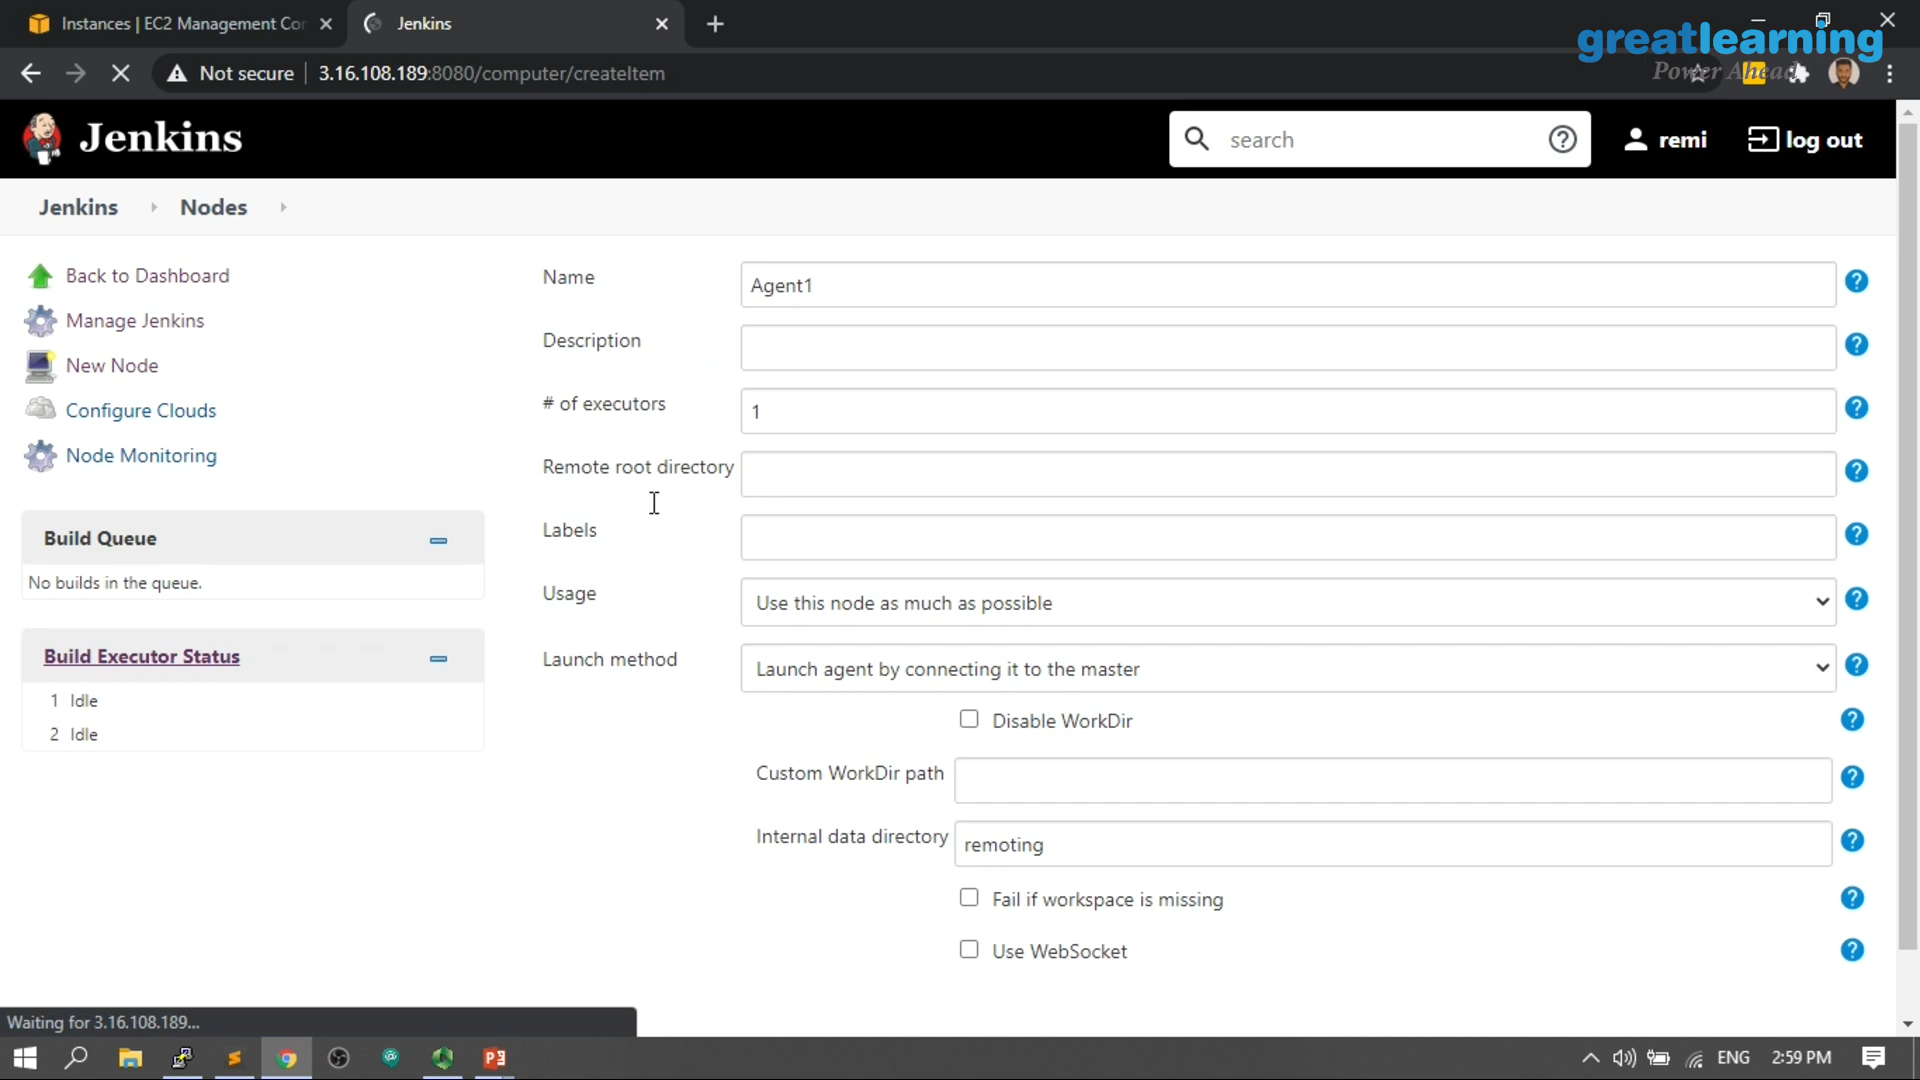 Instances | EC2 Management Con
Jenkins
greatlearning
Power Ahead
Not secure
3.16.108.189:8080/computer/createItem
Jenkins
search
remi
log out
Jenkins
Nodes
Back to Dashboard
Manage Jenkins
New Node
Configure Clouds
Node Monitoring
Build Queue
No builds in the queue.
Build Executor Status
1 Idle
2 Idle
Name
Agent1
Description
# of executors
1
Remote root directory
Labels
Usage
Use this node as much as possible
Launch method
Launch agent by connecting it to the master
Disable WorkDir
Custom WorkDir path
Internal data directory
remoting
Fail if workspace is missing
Use WebSocket
Waiting for 3.16.108.189...
ENG
2:59 PM